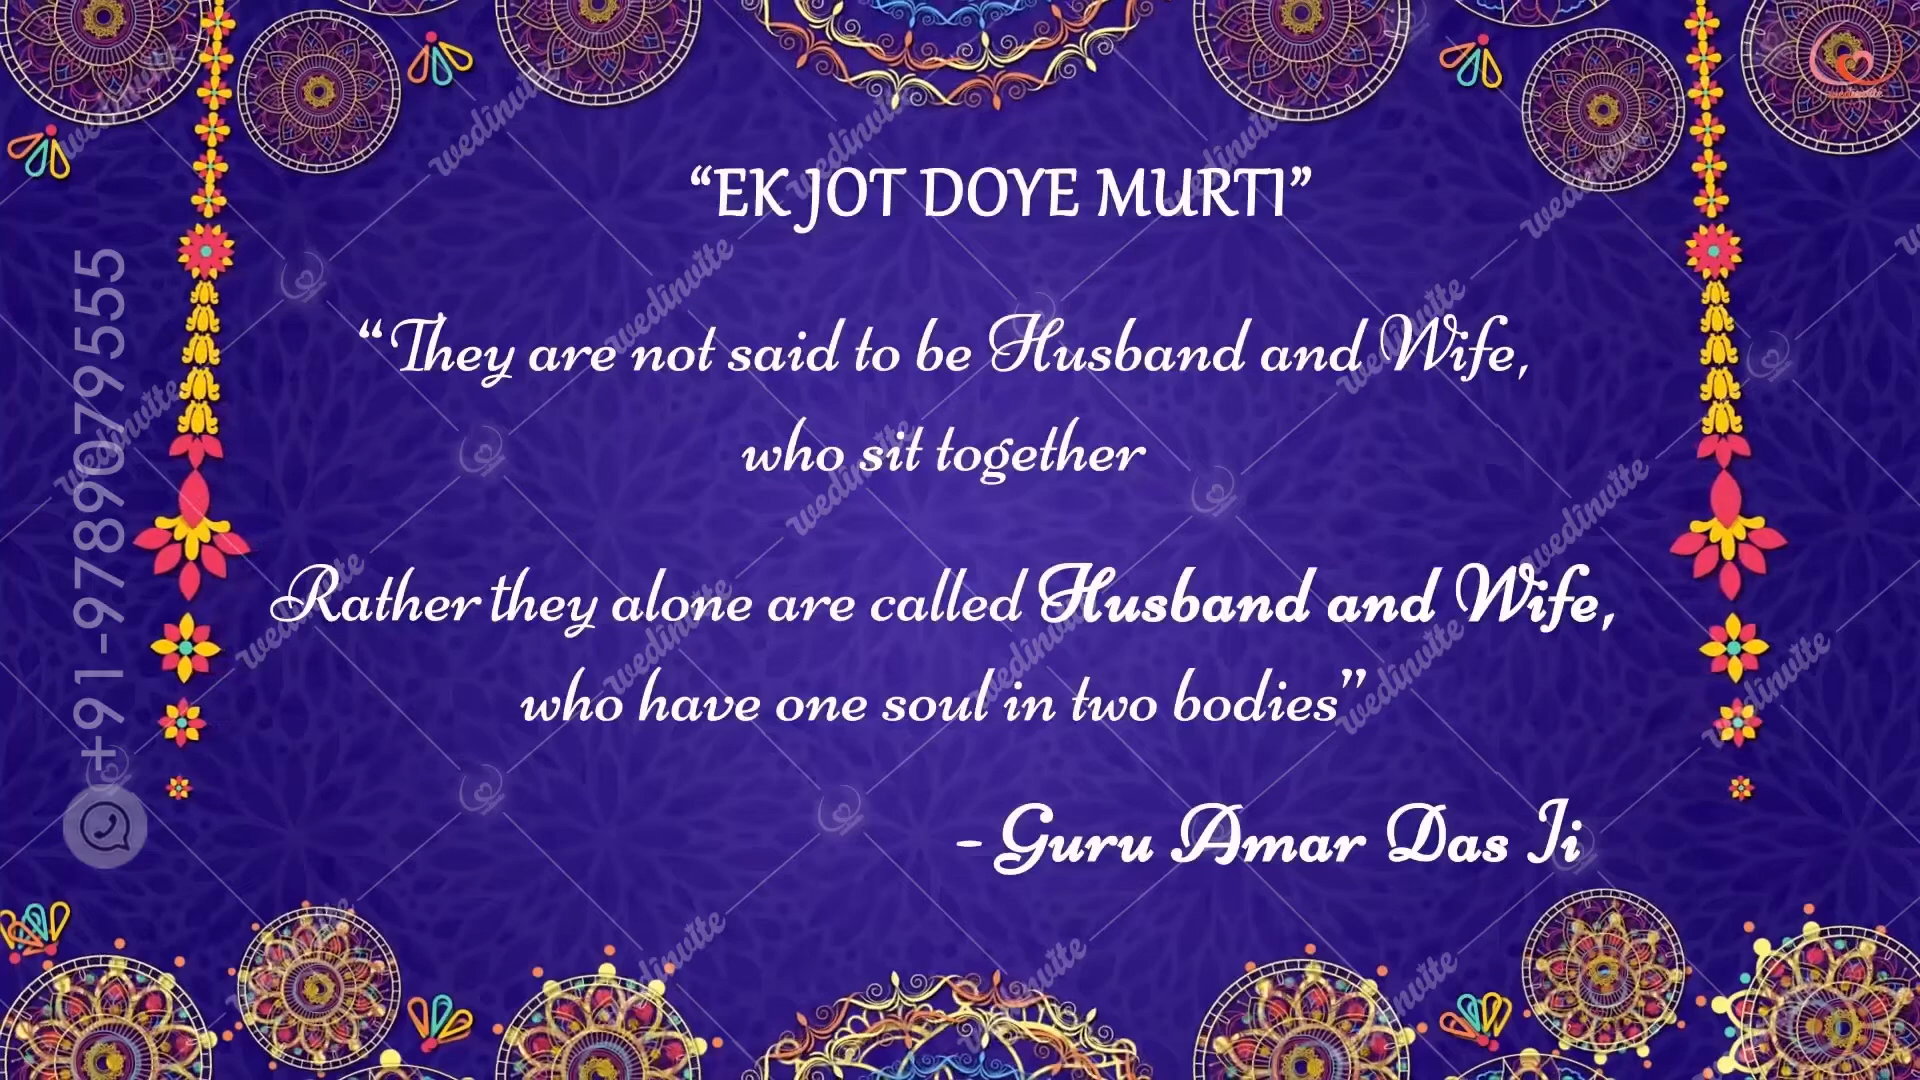 “EK JOT DOYE MURTI”
“They are not said to be Husband and Wife,
who sit together
Rather they alone are called Husband and Wife,
who have one soul in two bodies”
- Guru Amar Das Ji
+91-9789079555
wedinvite